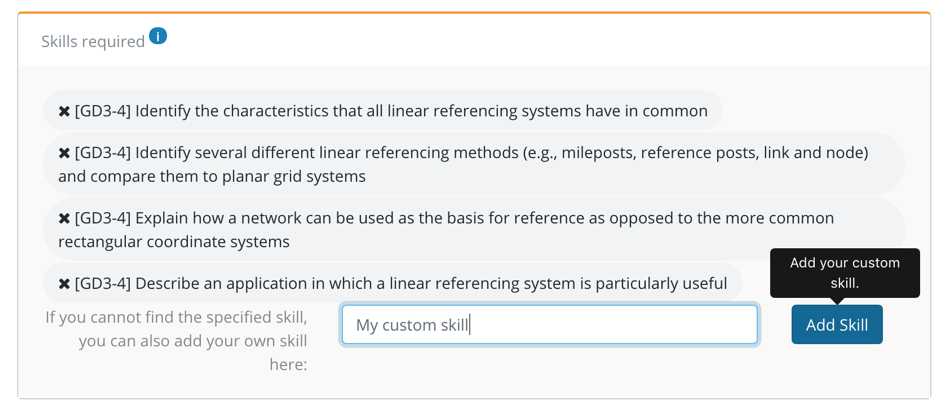 Skills required i
✖ [GD3-4] Identify the characteristics that all linear referencing systems have in common
✖ [GD3-4] Identify several different linear referencing methods (e.g., mileposts, reference posts, link and node)
and compare them to planar grid systems
✖ [GD3-4] Explain how a network can be used as the basis for reference as opposed to the more common
rectangular coordinate systems
✖ [GD3-4] Describe an application in which a linear referencing system is particularly useful
Add your custom
skill.
If you cannot find the specified skill,
you can also add your own skill
here:
My custom skill
Add Skill